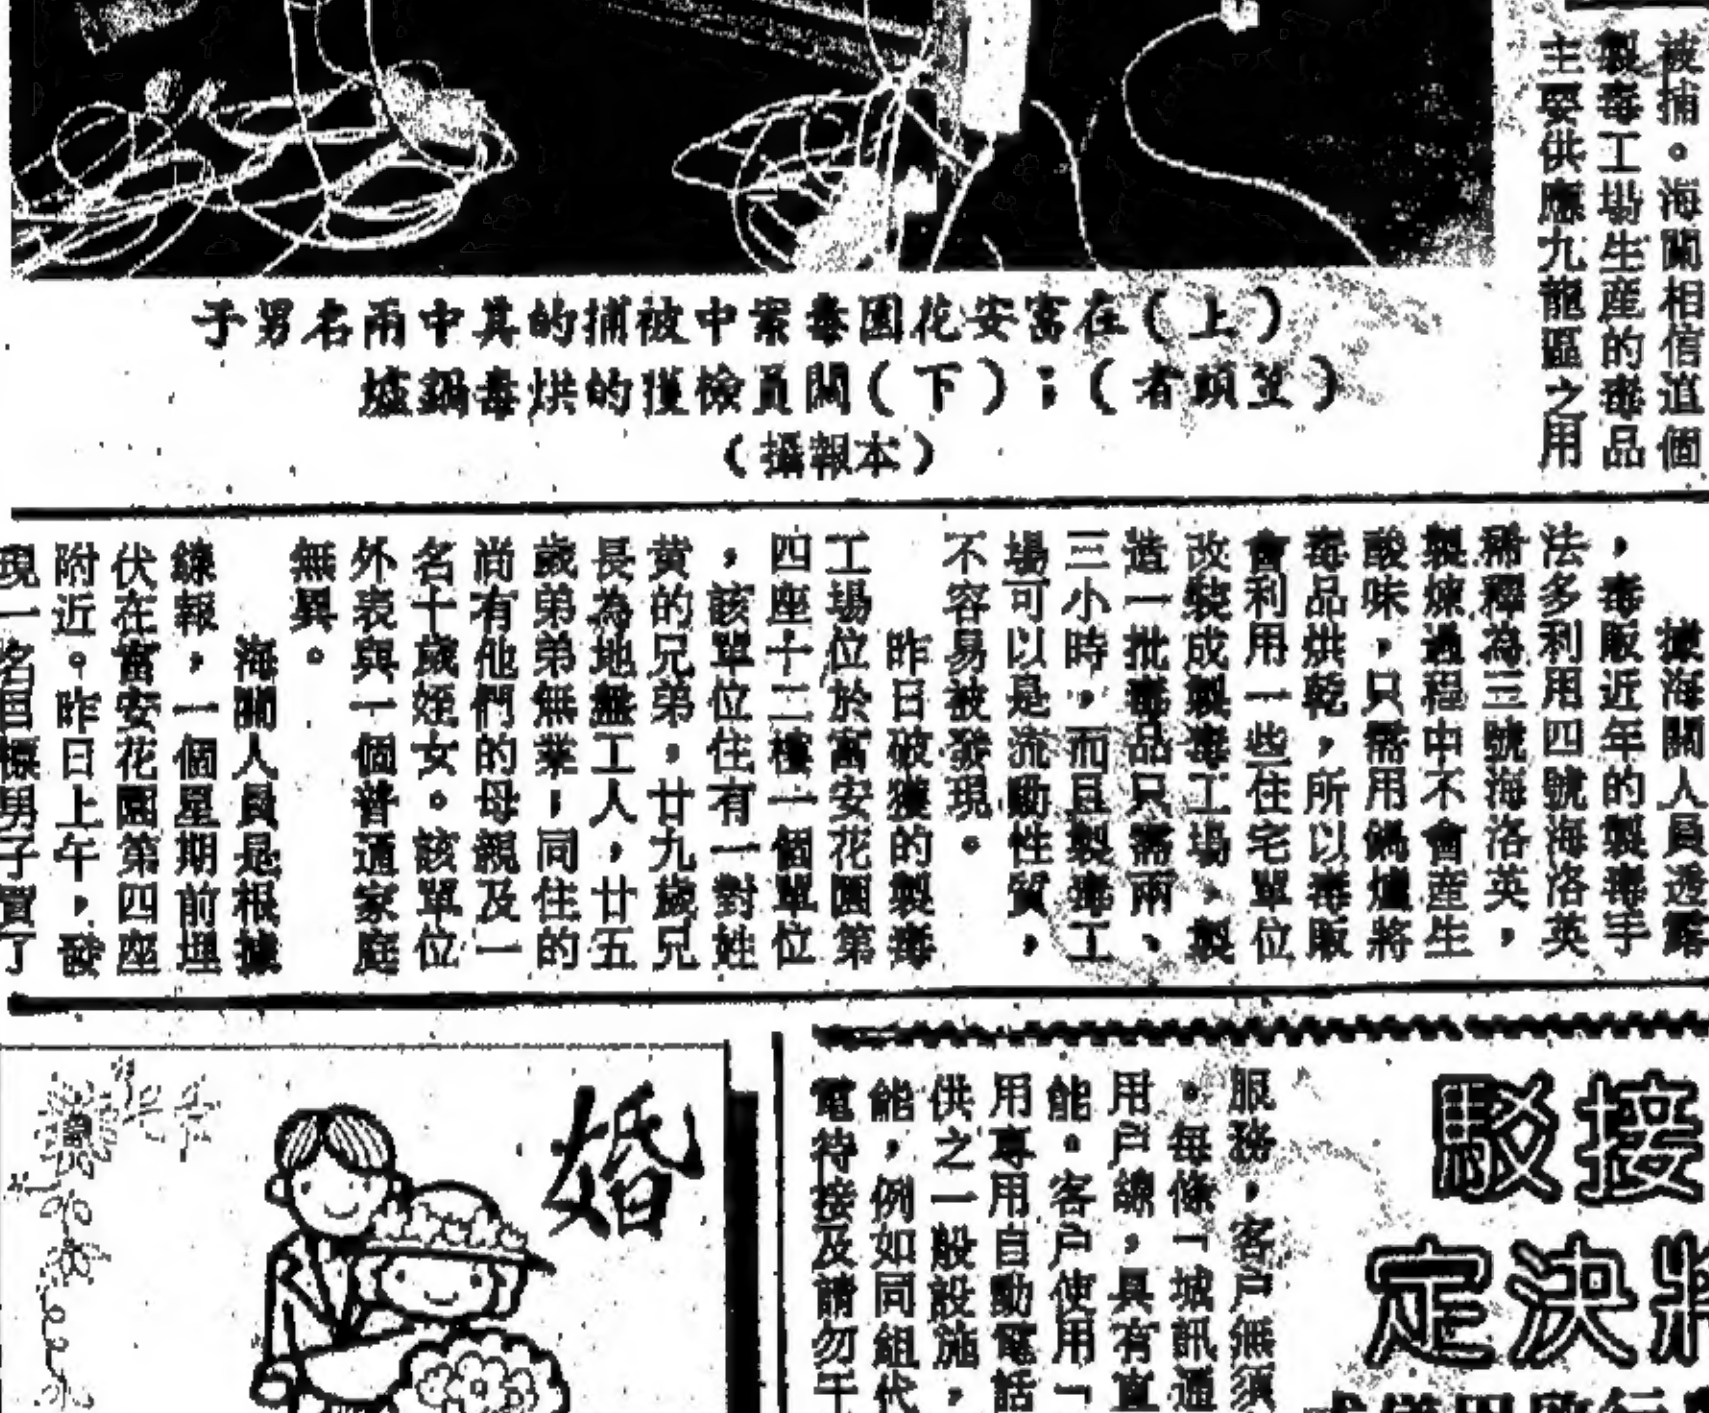 被捕。海關相信這個
製毒工場生産的毒品
主要供應九龍區之用
（上）在富安花園毒案中被捕的其中兩名男子
（笠頭者）；（下）關員檢獲的烘毒鍋爐
（本報攝）
據海關人員透露
，毒販近年的製毒手
法多利用四號海洛英
稀釋為三號海洛英，
製煉過程中不會産生
酸味，只需用鍋爐將
毒品烘乾，所以毒販
會利用一些住宅單位
改裝成製毒工場，製
造一批毒品只需兩、
三小時，而且製毒工
場可以是流動性質，
不容易被發現。
昨日破獲的製毒
工場位於富安花園第
四座十三樓一個單位
，該單位住有一對姓
黄的兄弟，廿九歲兄
長為地盤工人，廿五
歲弟弟無業；同住的
尚有他們的母親及一
名十歲姪女。該單位
外表與一個普通家庭
無異。
海關人員是根據
線報，一個星期前埋
伏在富安花園第四座
附近。昨日上午，發
現一名目標男子買了
接駁
決定
服務，客户無須
。每條「城訊通
用户線，具有直
能。客户使用「
用專用自動電話
供之一般設施，
能，例如同組代
電待接及請勿干
婚